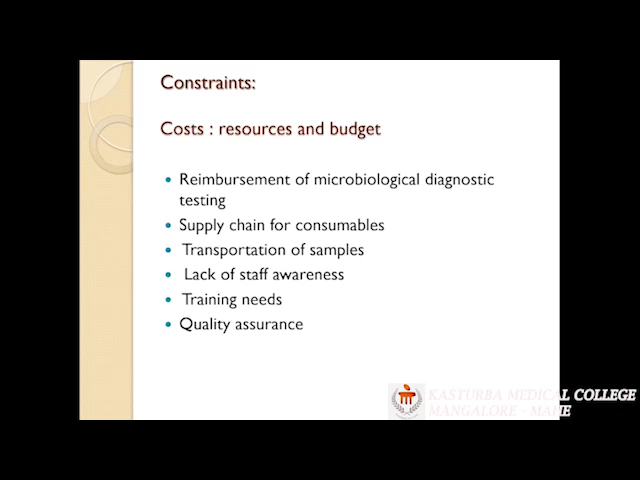 Constraints:
Costs : resources and budget
• Reimbursement of microbiological diagnostic
testing
• Supply chain for consumables
• Transportation of samples
• Lack of staff awareness
• Training needs
• Quality assurance
KASTURBA MEDICAL COLLEGE
MANGALORE - MAHE